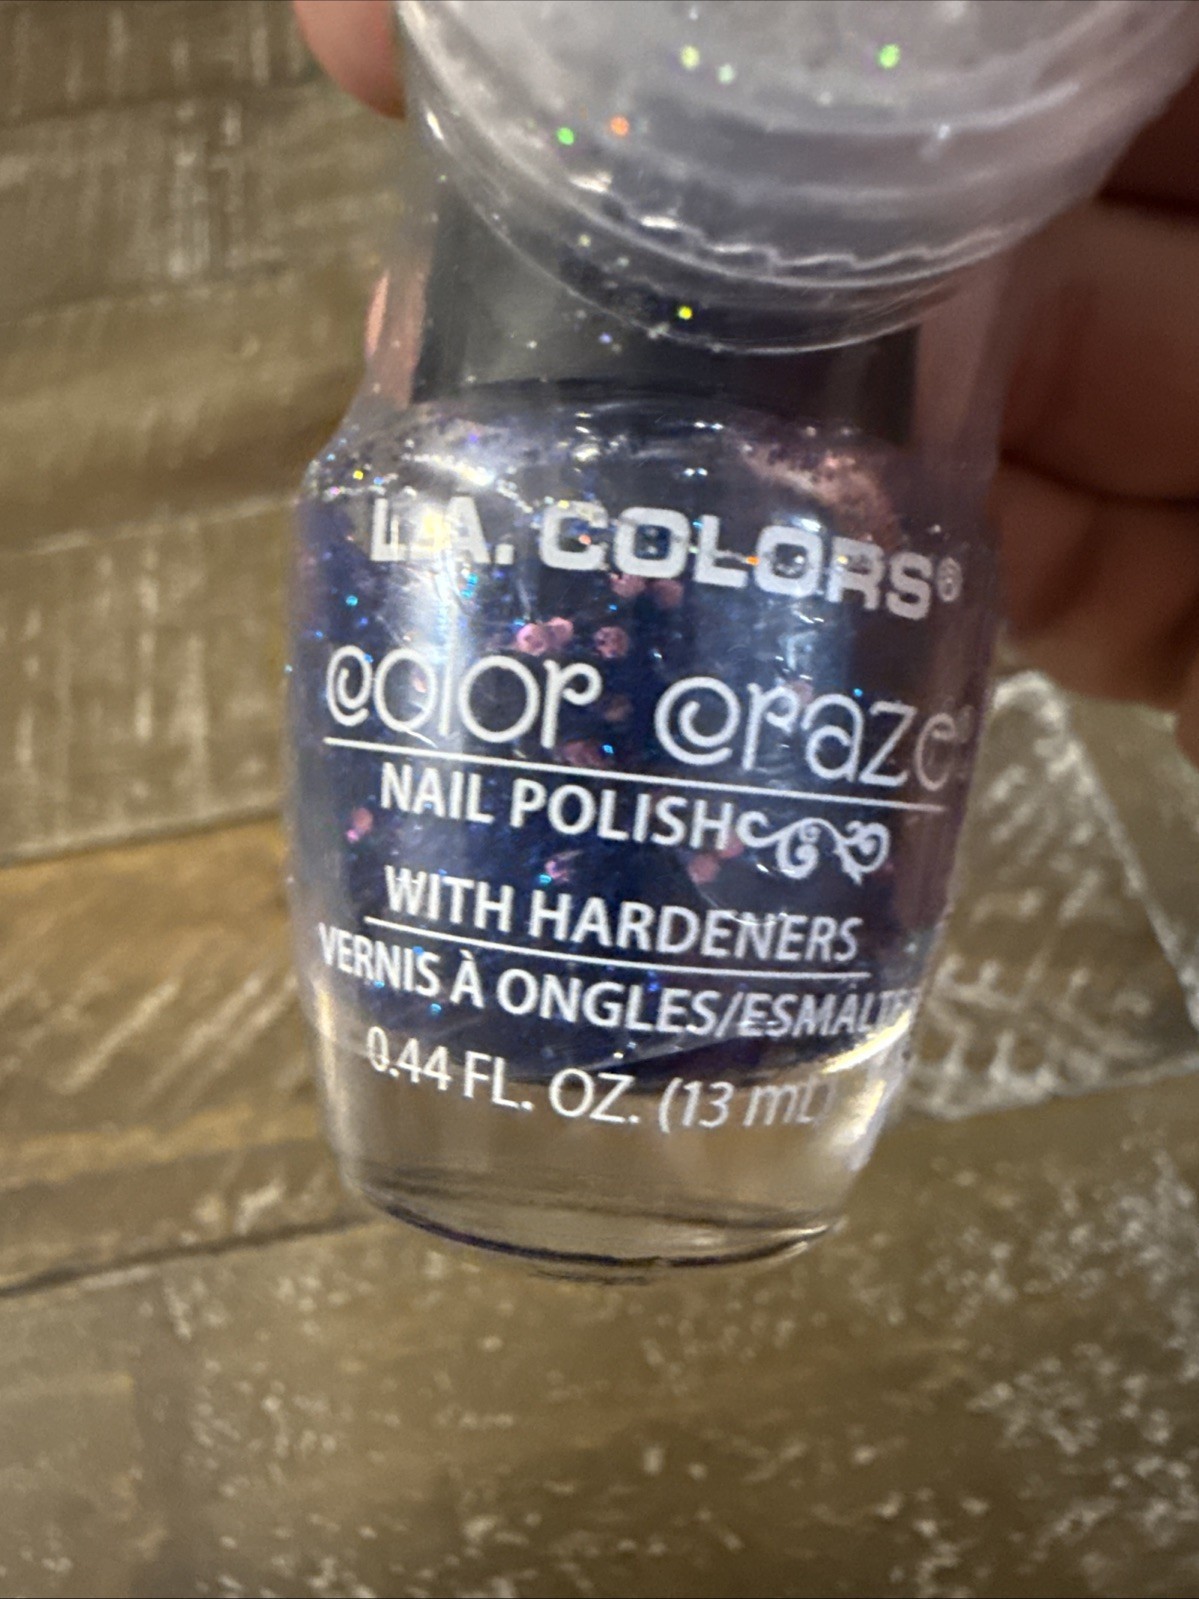 L.A. COLORS®
color craze
NAIL POLISH
WITH HARDENERS
VERNIS À ONGLES/ESMALTE
0.44 FL. OZ. (13 mL)